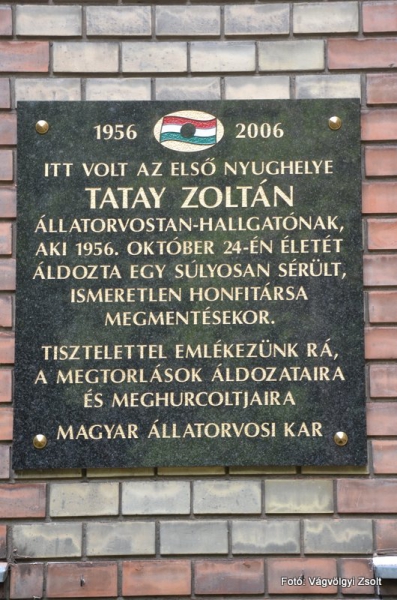 1956 2006
ITT VOLT AZ ELSŐ NYUGHELYE
TATAY ZOLTÁN
ÁLLATORVOSTAN-HALLGATÓNAK,
AKI 1956. OKTÓBER 24-ÉN ÉLETÉT
ÁLDOZTA EGY SÚLYOSAN SÉRÜLT,
ISMERETLEN HONFITÁRSA
MEGMENTÉSEKOR.
TISZTELETTEL EMLÉKEZÜNK RÁ,
A MEGTORLÁSOK ÁLDOZATAIRA
ÉS MEGHURCOLTJAIRA
MAGYAR ÁLLATORVOSI KAR
Fotó: Vágvölgyi Zsolt